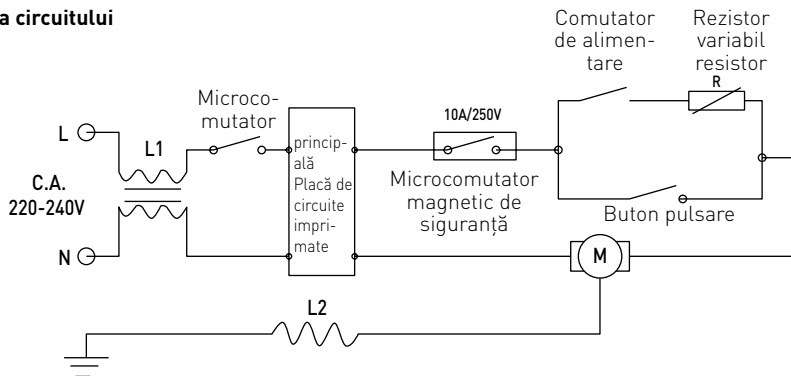 a circuitului
Comutator
de alimen-
tare
Rezistor
variabil
resistor
R
Microco-
mutator
10A/250V
L
L1
princip-
ală
Placă de
circuite
impri-
mate
C.A.
220-240V
Microcomutator
magnetic de
siguranță
Buton pulsare
N
M
L2